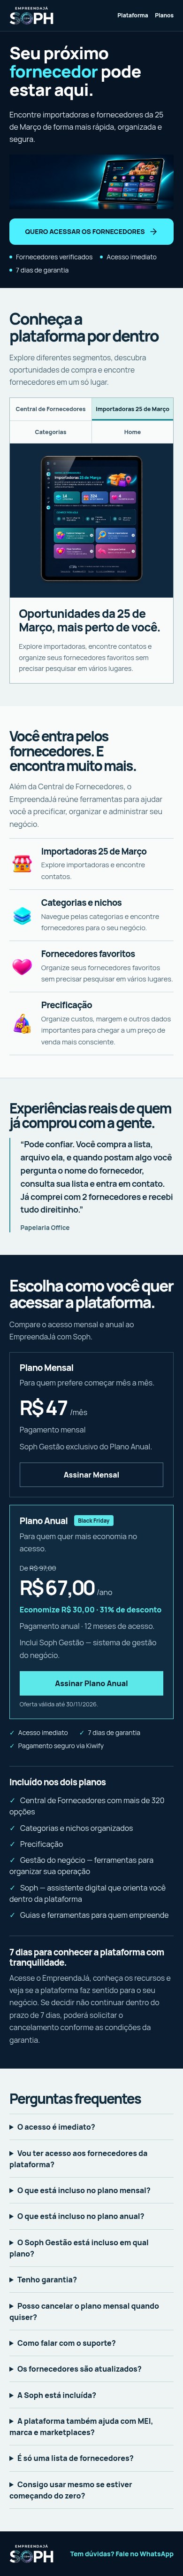 EMPREENDAJÁ
SOPH
Plataforma
Planos
Seu próximo
fornecedor pode
estar aqui.
Encontre importadoras e fornecedores da 25
de Março de forma mais rápida, organizada e
segura.
QUERO ACESSAR OS FORNECEDORES →
Fornecedores verificados
Acesso imediato
7 dias de garantia
Conheça a
plataforma por dentro
Explore diferentes segmentos, descubra
oportunidades de compra e encontre
fornecedores em um só lugar.
Central de Fornecedores
Importadoras 25 de Março
Categorias
Home
Importadoras 25 de Março
Oportunidades da 25 de
Março, mais perto de você.
Explore importadoras, encontre contatos e
organize seus fornecedores favoritos sem
precisar pesquisar em vários lugares.
Você entra pelos
fornecedores. E
encontra muito mais.
Além da Central de Fornecedores, o
EmpreendaJá reúne ferramentas para ajudar
você a precificar, organizar e administrar seu
negócio.
Importadoras 25 de Março
Explore importadoras e encontre
contatos.
Categorias e nichos
Navegue pelas categorias e encontre
fornecedores para o seu negócio.
Fornecedores favoritos
Organize seus fornecedores favoritos
sem precisar pesquisar em vários lugares.
Precificação
Organize custos, margem e outros dados
importantes para chegar a um preço de
venda mais consciente.
Experiências reais de quem
já comprou com a gente.
“Pode confiar. Você compra a lista,
arquivo ela, e quando postam algo você
pergunta o nome do fornecedor,
consulta sua lista e entra em contato.
Já comprei com 2 fornecedores e recebi
tudo direitinho.”
Papelaria Office
Escolha como você quer
acessar a plataforma.
Compare o acesso mensal e anual ao
EmpreendaJá com Soph.
Plano Mensal
Para quem prefere começar mês a mês.
R$ 47 /mês
Pagamento mensal
Soph Gestão exclusivo do Plano Anual.
Assinar Mensal
Plano Anual
Black Friday
Para quem quer mais economia no
acesso.
De R$ 97,00
R$ 67,00 /ano
Economize R$ 30,00 · 31% de desconto
Pagamento anual · 12 meses de acesso.
Inclui Soph Gestão — sistema de gestão
do negócio.
Assinar Plano Anual
Oferta válida até 30/11/2026.
✓ Acesso imediato
✓ 7 dias de garantia
✓ Pagamento seguro via Kiwify
Incluído nos dois planos
✓ Central de Fornecedores com mais de 320
opções
✓ Categorias e nichos organizados
✓ Precificação
✓ Gestão do negócio — ferramentas para
organizar sua operação
✓ Soph — assistente digital que orienta você
dentro da plataforma
✓ Guias e ferramentas para quem empreende
7 dias para conhecer a plataforma com
tranquilidade.
Acesse o EmpreendaJá, conheça os recursos e
veja se a plataforma faz sentido para o seu
negócio. Se decidir não continuar dentro do
prazo de 7 dias, poderá solicitar o
cancelamento conforme as condições da
garantia.
Perguntas frequentes
▶ O acesso é imediato?
▶ Vou ter acesso aos fornecedores da
plataforma?
▶ O que está incluso no plano mensal?
▶ O que está incluso no plano anual?
▶ O Soph Gestão está incluso em qual
plano?
▶ Tenho garantia?
▶ Posso cancelar o plano mensal quando
quiser?
▶ Como falar com o suporte?
▶ Os fornecedores são atualizados?
▶ A Soph está incluída?
▶ A plataforma também ajuda com MEI,
marca e marketplaces?
▶ É só uma lista de fornecedores?
▶ Consigo usar mesmo se estiver
começando do zero?
EMPREENDAJÁ
SOPH
Tem dúvidas? Fale no WhatsApp